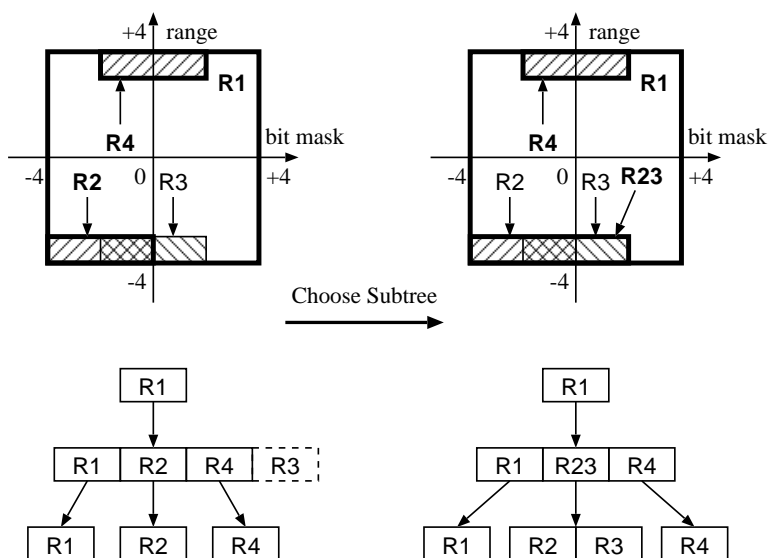 +4 range +4 range
R1 R1
R4 bit mask R4 bit mask
-4 R2 0 R3 +4 -4 R2 0 R3 R23 +4
-4 -4
Choose Subtree
R1 R1
R1 R2 R4 R3 R1 R23 R4
R1 R2 R4 R1 R2 R3 R4